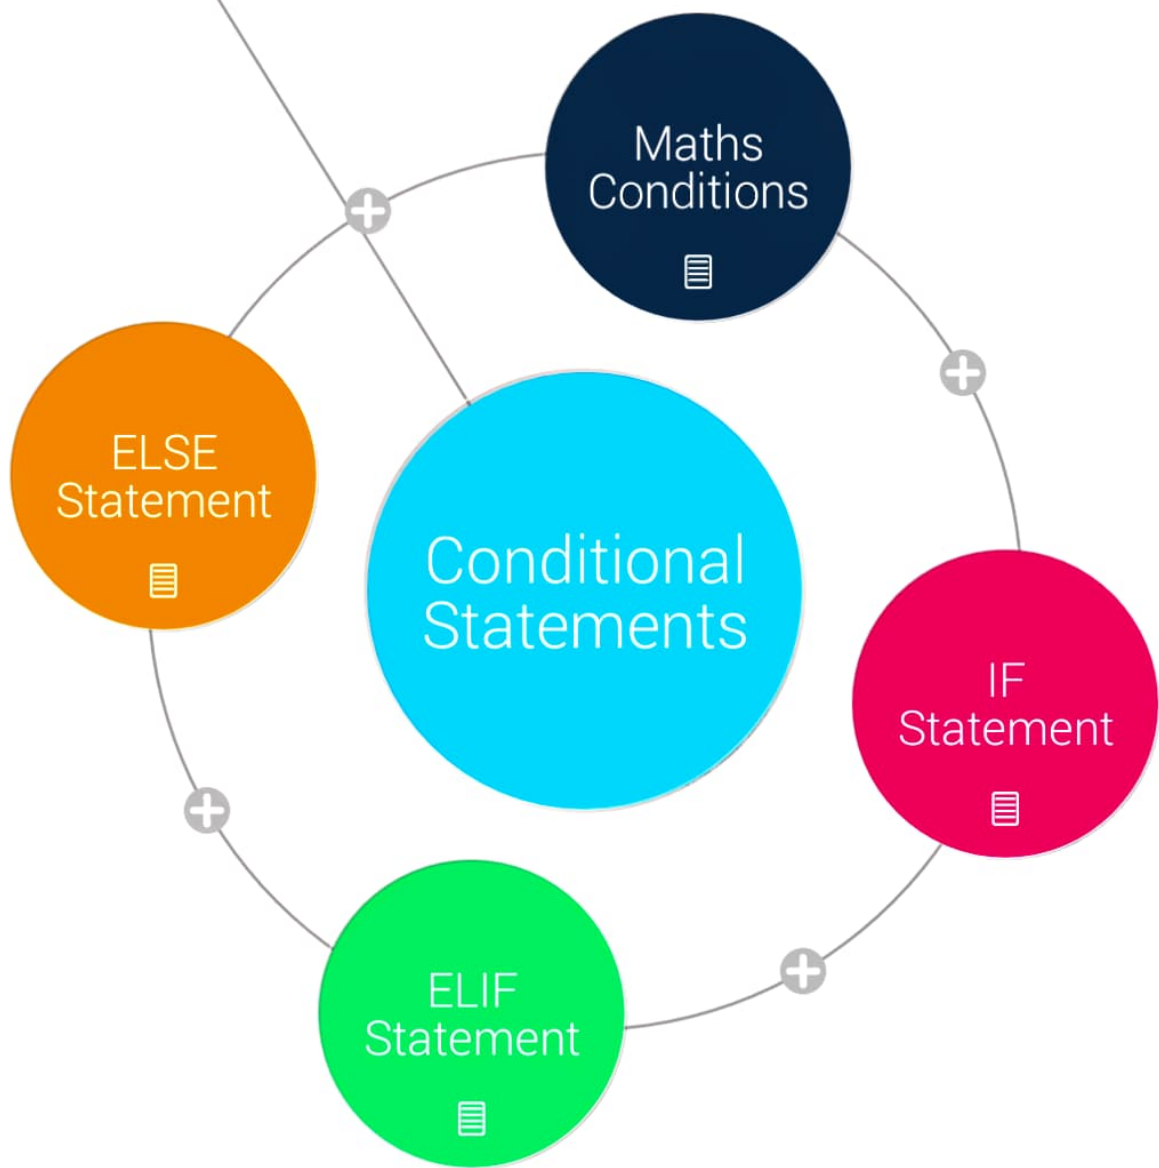 Maths
Conditions
ELSE
Statement
Conditional
Statements
IF
Statement
ELIF
Statement